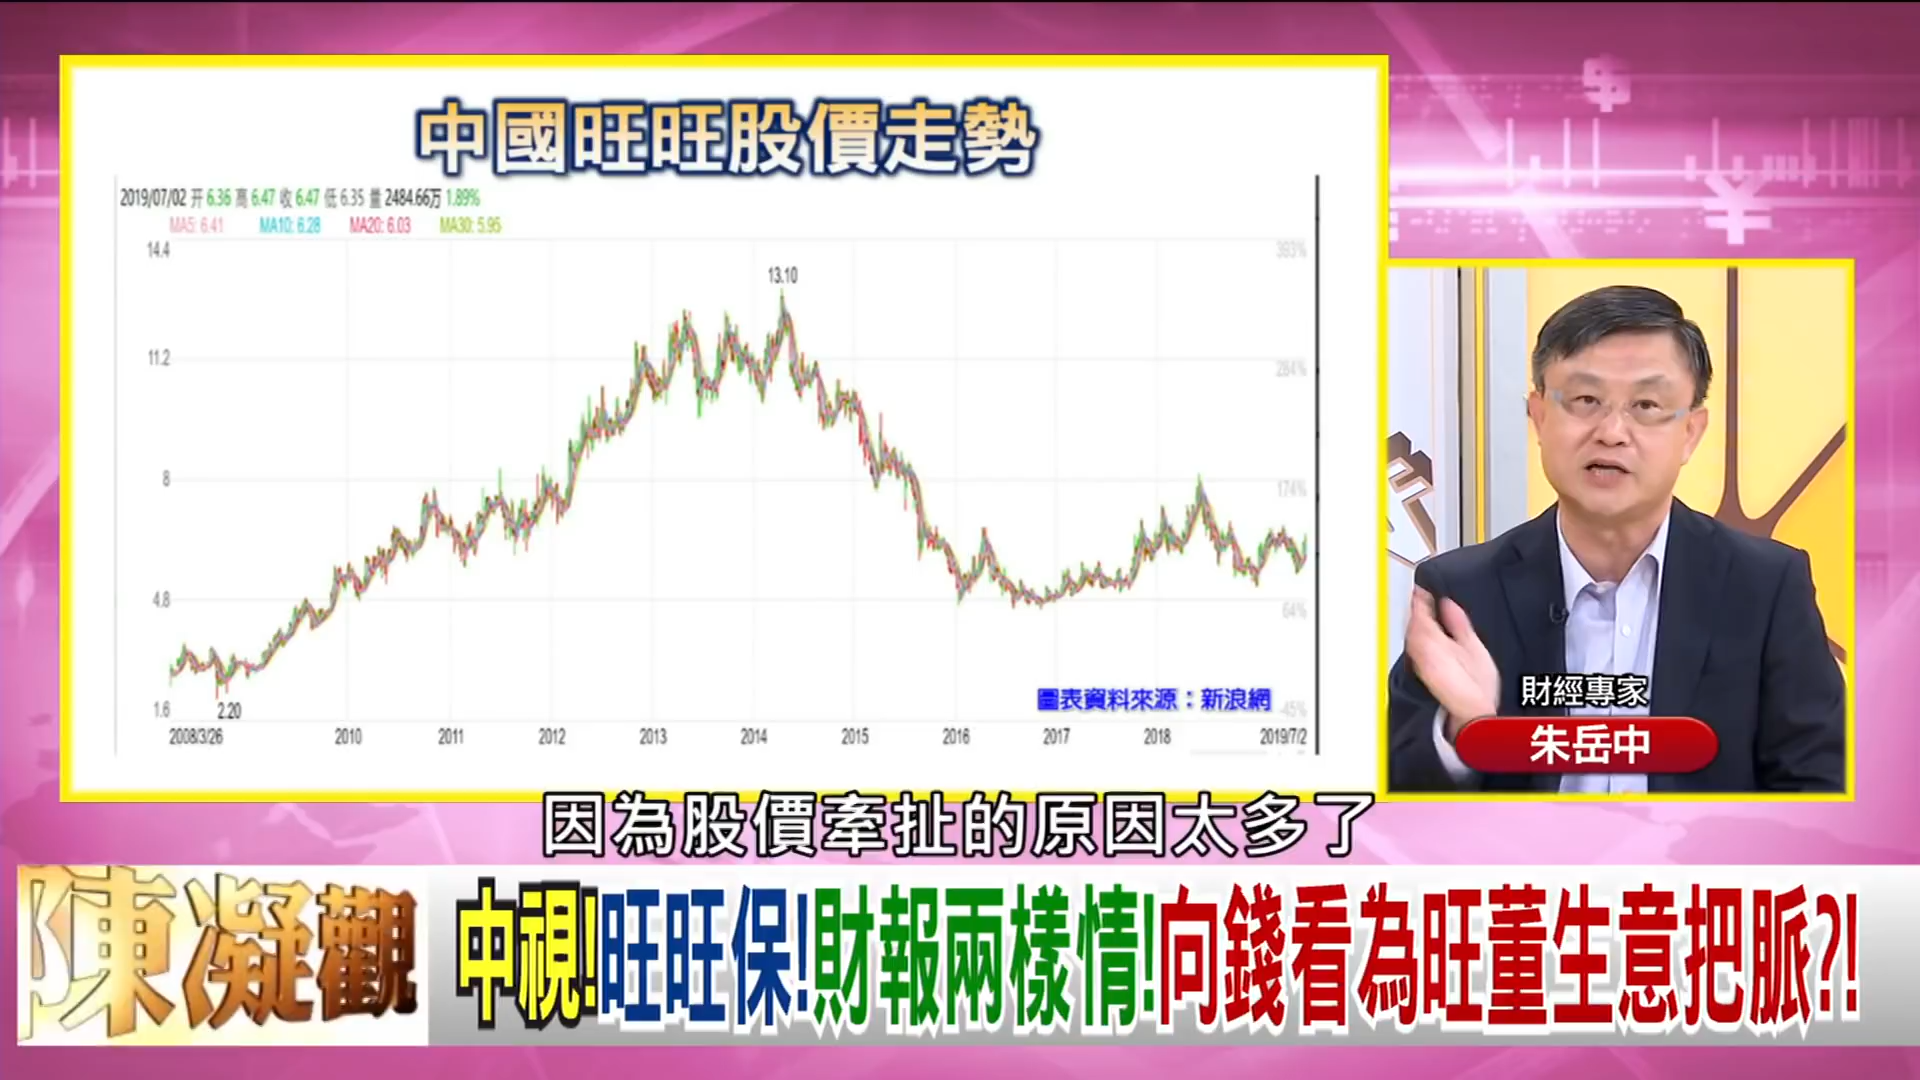 中國旺旺股價走勢
2019/07/02 开 6.36 高 6.47 收 6.47 低 6.35 量 2484.66万 1.89%
MA5: 6.41 MA10: 6.28 MA20: 6.03 MA30: 5.95
14.4 393%
13.10
11.2 284%
8 174%
4.8 64%
圖表資料來源：新浪網
1.6 2.20 -45%
2008/3/26 2010 2011 2012 2013 2014 2015 2016 2017 2018 2019/7/2
財經專家
朱岳中
因為股價牽扯的原因太多了
陳凝觀
中視!旺旺保!財報兩樣情!向錢看為旺董生意把脈?!